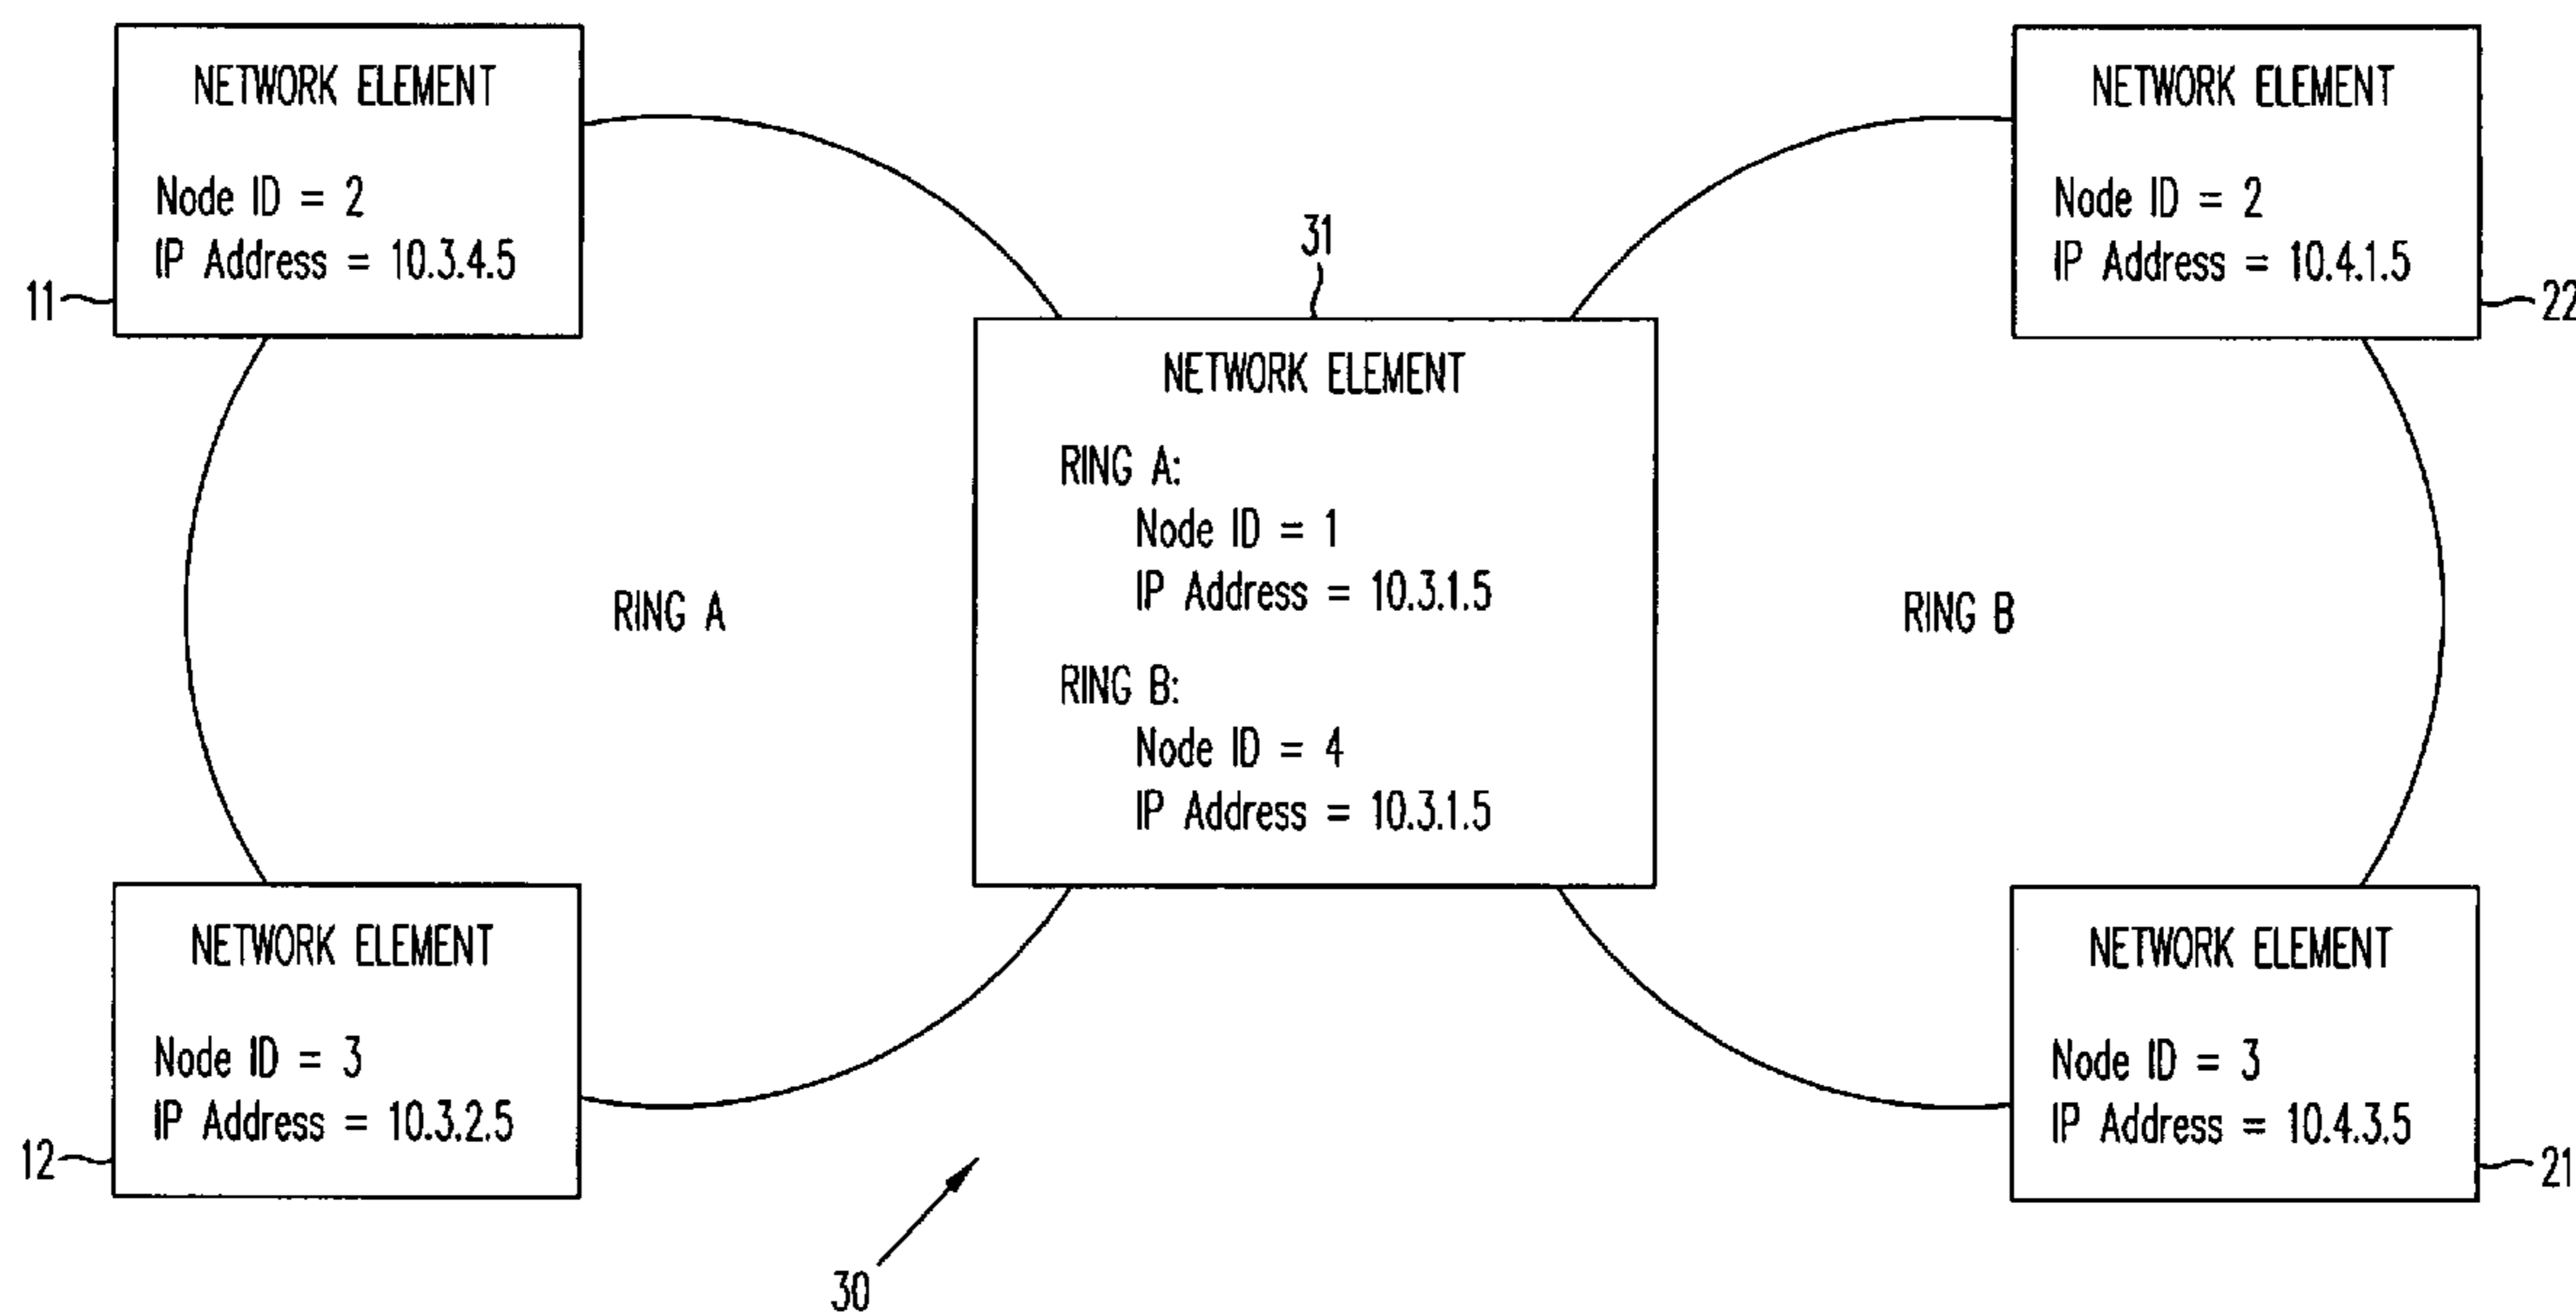 NETWORK ELEMENT
Node ID = 2
IP Address = 10.3.4.5
11
NETWORK ELEMENT
Node ID = 2
IP Address = 10.4.1.5
22
31
NETWORK ELEMENT
RING A:
Node ID = 1
IP Address = 10.3.1.5
RING B:
Node ID = 4
IP Address = 10.3.1.5
RING A
RING B
NETWORK ELEMENT
Node ID = 3
IP Address = 10.3.2.5
12
NETWORK ELEMENT
Node ID = 3
IP Address = 10.4.3.5
21
30